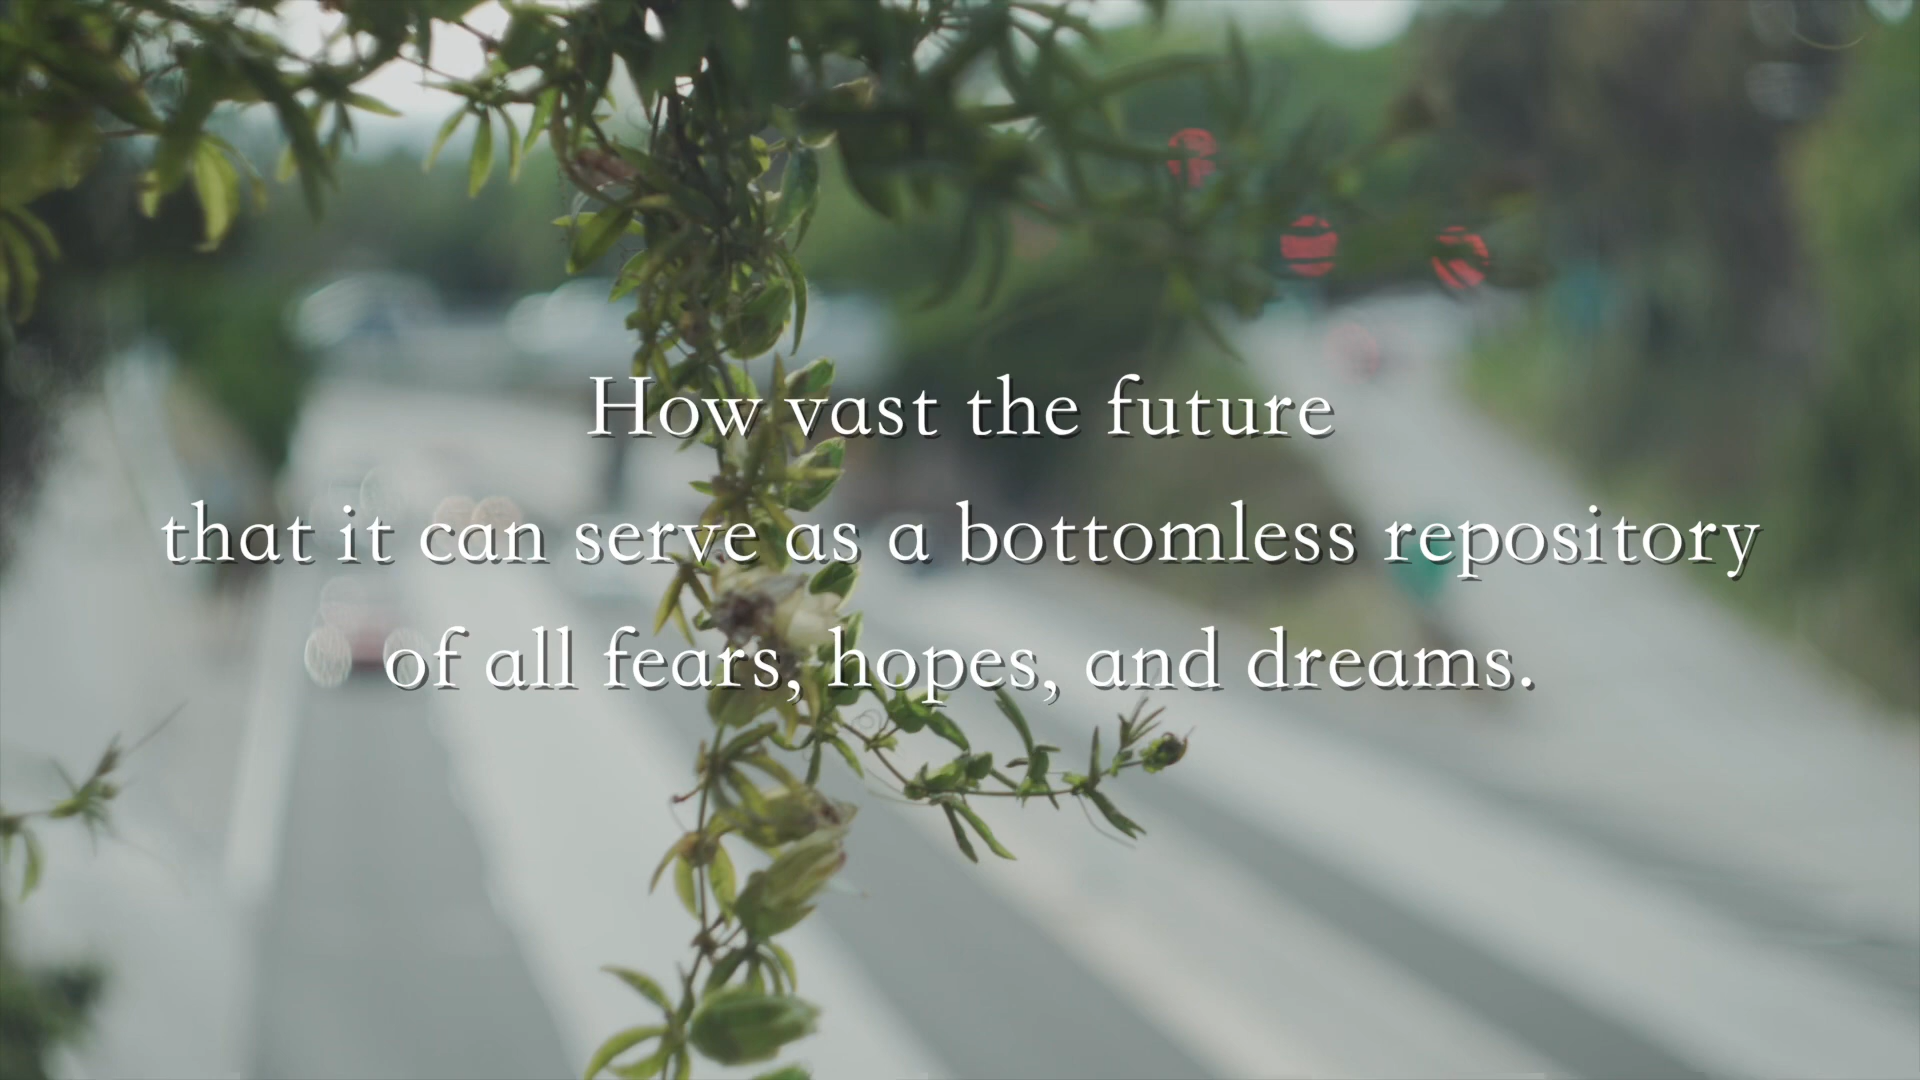 How vast the future
that it can serve as a bottomless repository
of all fears, hopes, and dreams.